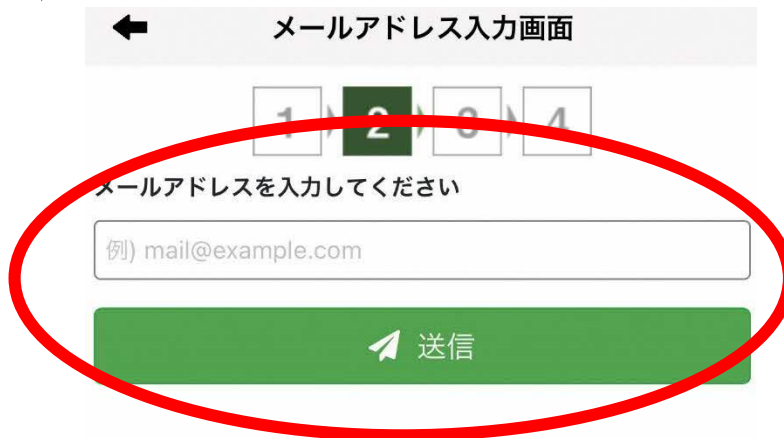 メールアドレス入力画面
1 2 3 4
メールアドレスを入力してください
例) mail@example.com
送信